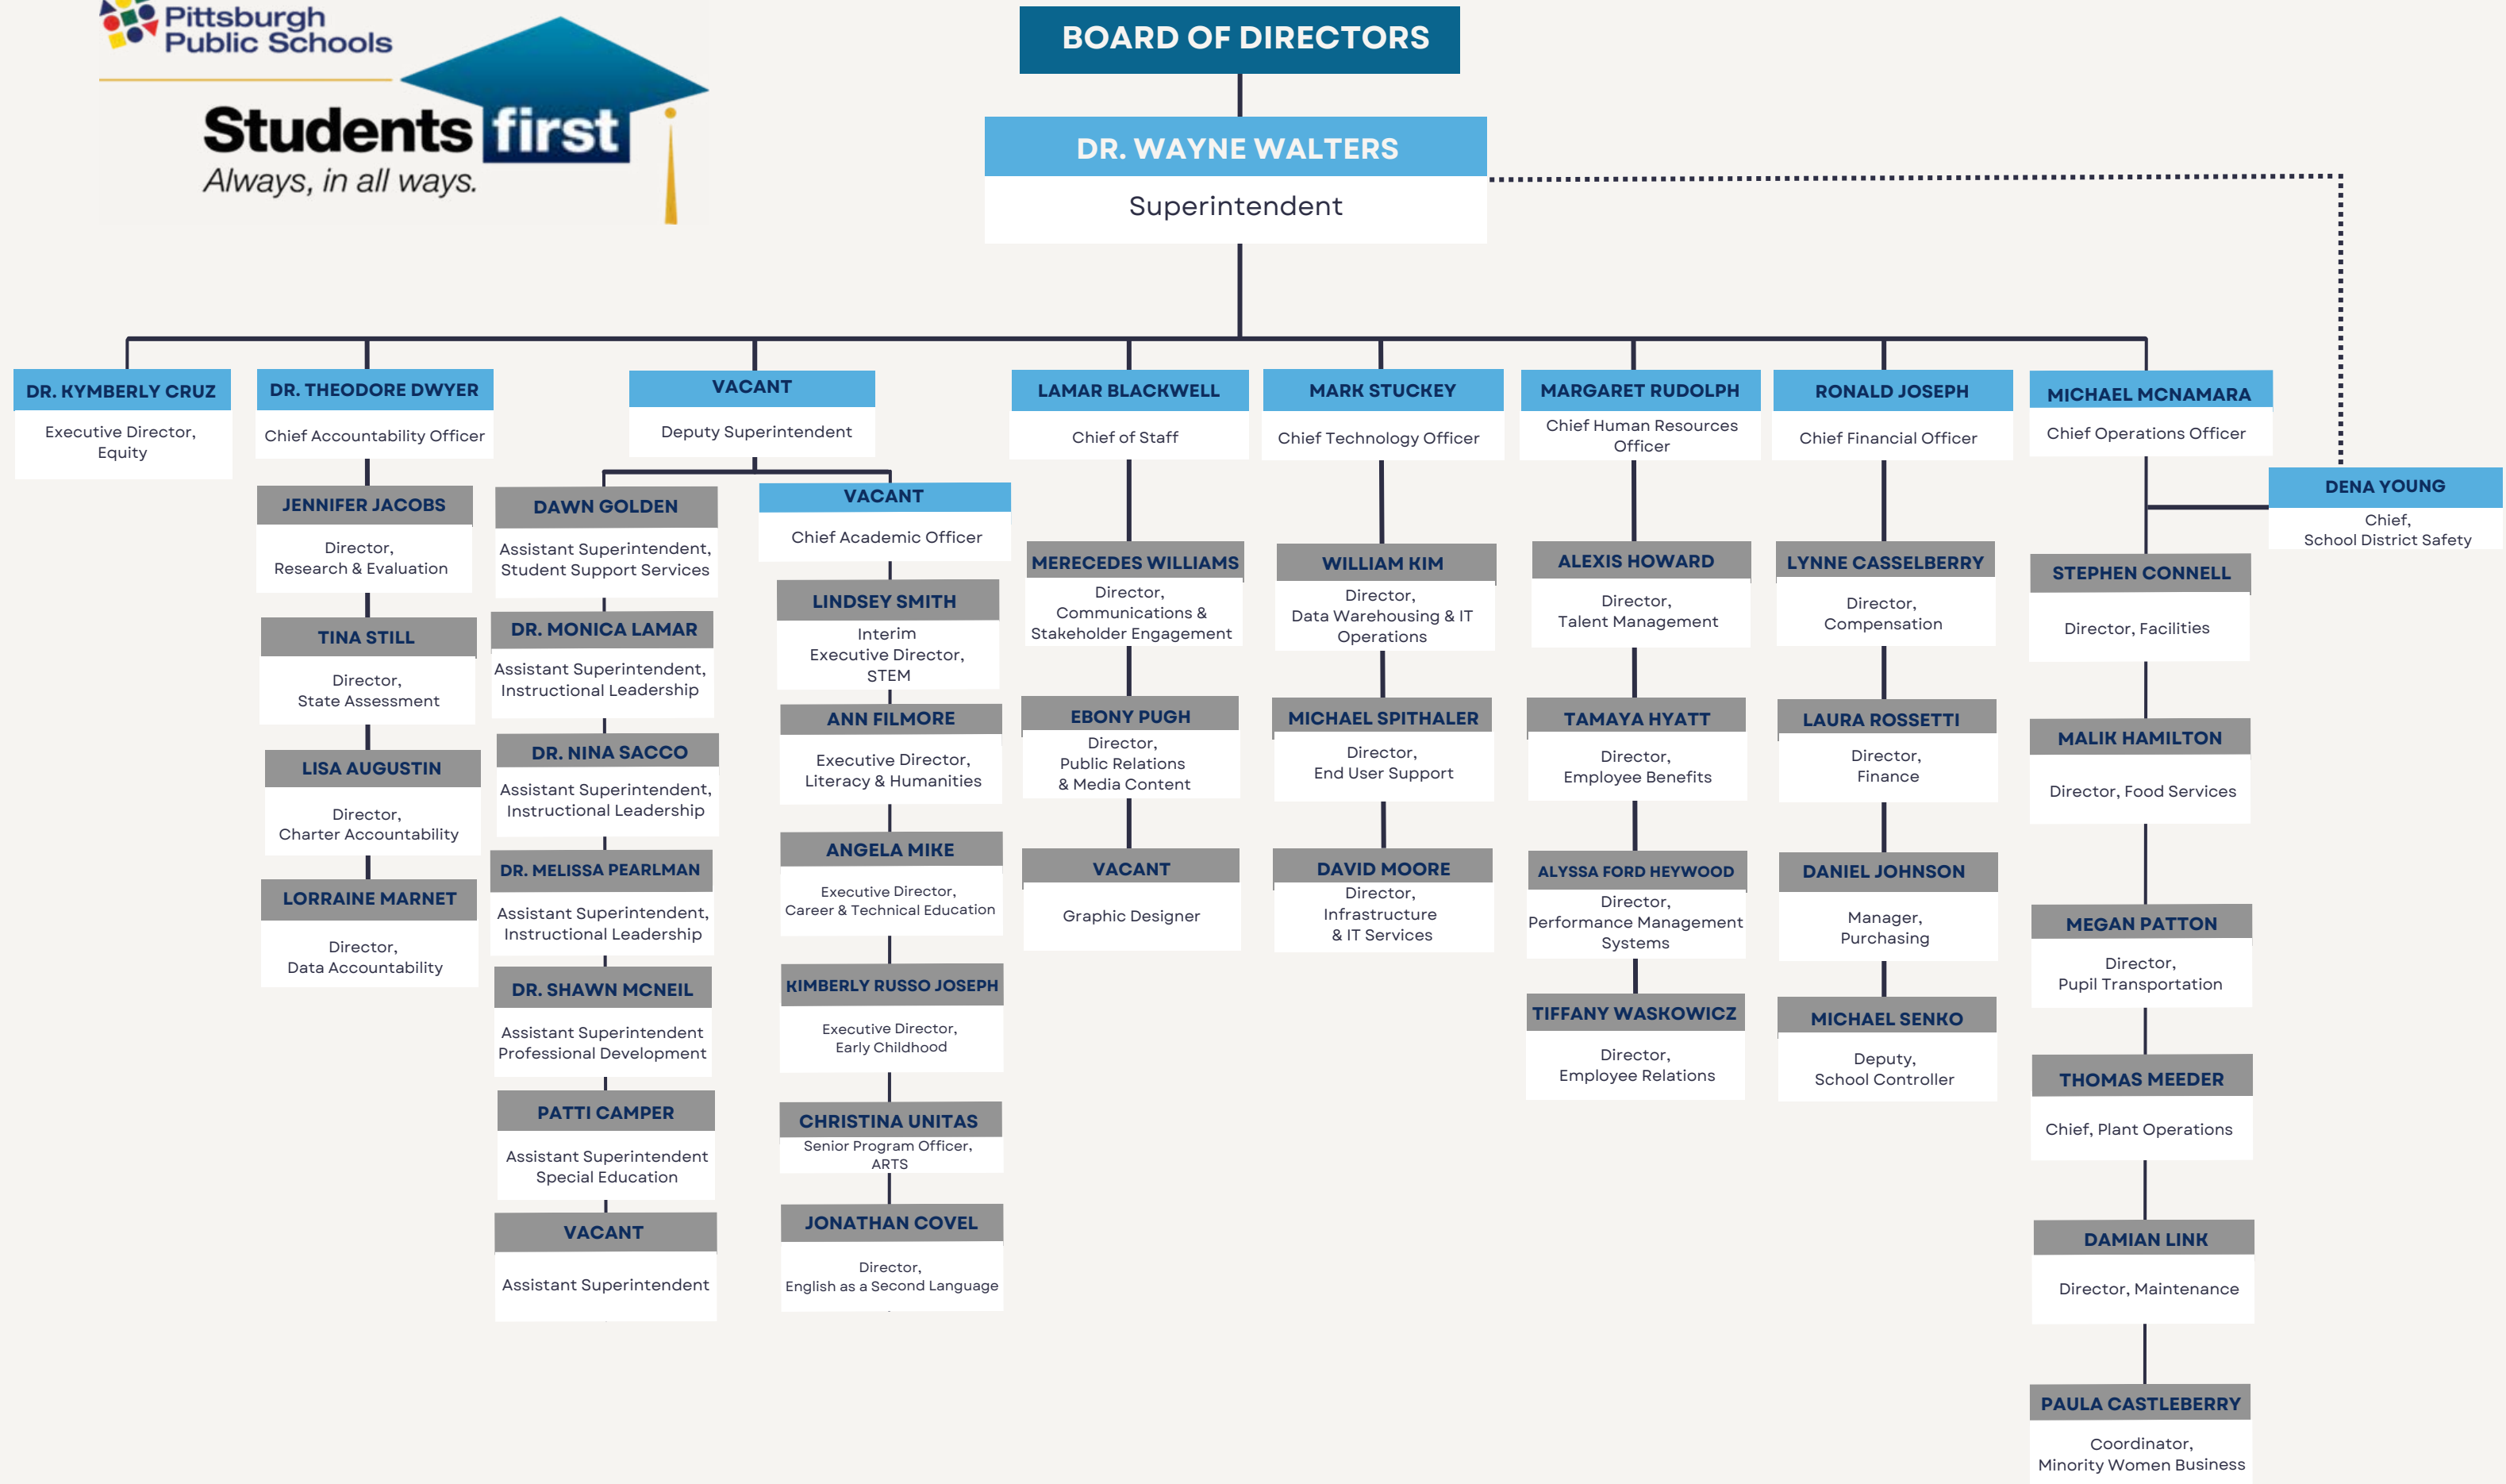 Pittsburgh
Public Schools
Students first
Always, in all ways.
BOARD OF DIRECTORS
DR. WAYNE WALTERS
Superintendent
DR. KYMBERLY CRUZ
Executive Director,
Equity
DR. THEODORE DWYER
Chief Accountability Officer
JENNIFER JACOBS
Director,
Research & Evaluation
TINA STILL
Director,
State Assessment
LISA AUGUSTIN
Director,
Charter Accountability
LORRAINE MARNET
Director,
Data Accountability
VACANT
Deputy Superintendent
DAWN GOLDEN
Assistant Superintendent,
Student Support Services
DR. MONICA LAMAR
Assistant Superintendent,
Instructional Leadership
DR. NINA SACCO
Assistant Superintendent,
Instructional Leadership
DR. MELISSA PEARLMAN
Assistant Superintendent,
Instructional Leadership
DR. SHAWN MCNEIL
Assistant Superintendent
Professional Development
PATTI CAMPER
Assistant Superintendent
Special Education
VACANT
Assistant Superintendent
VACANT
Chief Academic Officer
LINDSEY SMITH
Interim
Executive Director,
STEM
ANN FILMORE
Executive Director,
Literacy & Humanities
ANGELA MIKE
Executive Director,
Career & Technical Education
KIMBERLY RUSSO JOSEPH
Executive Director,
Early Childhood
CHRISTINA UNITAS
Senior Program Officer,
ARTS
JONATHAN COVEL
Director,
English as a Second Language
LAMAR BLACKWELL
Chief of Staff
MERECEDES WILLIAMS
Director,
Communications &
Stakeholder Engagement
EBONY PUGH
Director,
Public Relations
& Media Content
VACANT
Graphic Designer
MARK STUCKEY
Chief Technology Officer
WILLIAM KIM
Director,
Data Warehousing & IT
Operations
MICHAEL SPITHALER
Director,
End User Support
DAVID MOORE
Director,
Infrastructure
& IT Services
MARGARET RUDOLPH
Chief Human Resources
Officer
ALEXIS HOWARD
Director,
Talent Management
TAMAYA HYATT
Director,
Employee Benefits
ALYSSA FORD HEYWOOD
Director,
Performance Management
Systems
TIFFANY WASKOWICZ
Director,
Employee Relations
RONALD JOSEPH
Chief Financial Officer
LYNNE CASSELBERRY
Director,
Compensation
LAURA ROSSETTI
Director,
Finance
DANIEL JOHNSON
Manager,
Purchasing
MICHAEL SENKO
Deputy,
School Controller
MICHAEL MCNAMARA
Chief Operations Officer
DENA YOUNG
Chief,
School District Safety
STEPHEN CONNELL
Director, Facilities
MALIK HAMILTON
Director, Food Services
MEGAN PATTON
Director,
Pupil Transportation
THOMAS MEEDER
Chief, Plant Operations
DAMIAN LINK
Director, Maintenance
PAULA CASTLEBERRY
Coordinator,
Minority Women Business